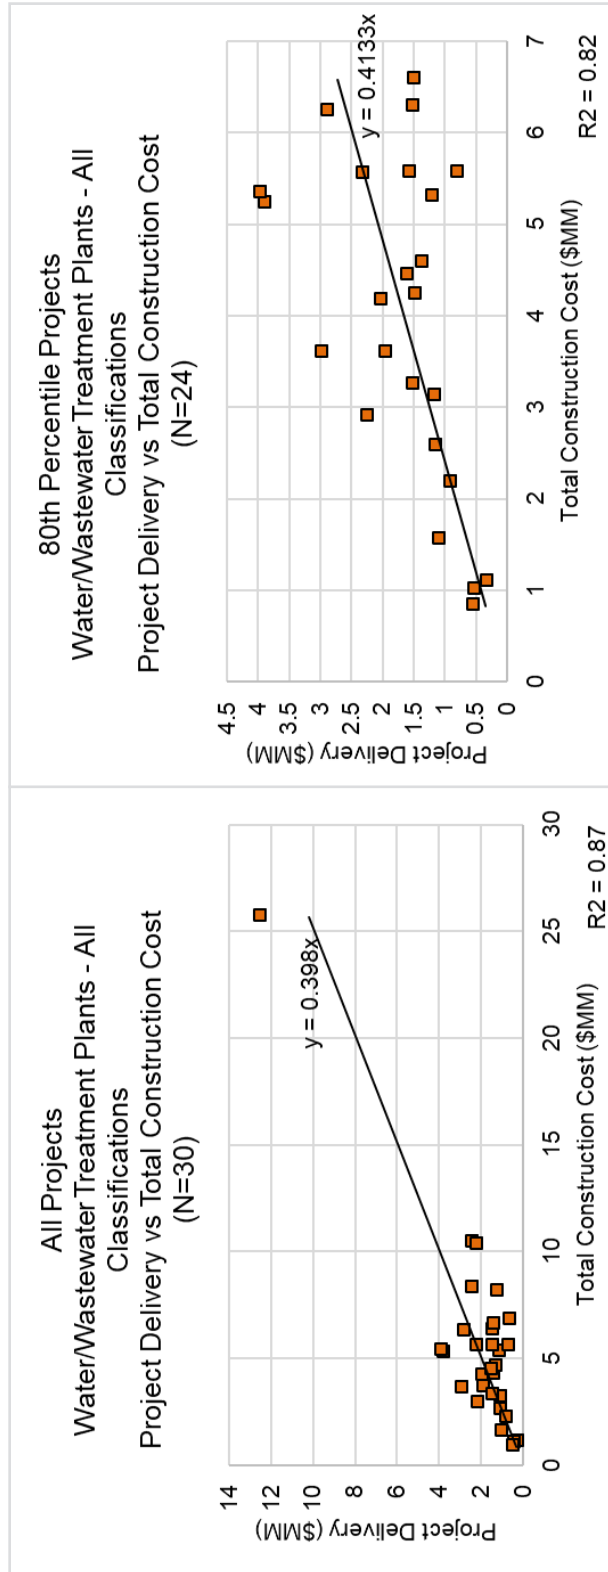 All Projects
Water/Wastewater Treatment Plants - All
Classifications
Project Delivery vs Total Construction Cost
(N=30)
Project Delivery ($MM)
14
12
10
8
6
4
2
0
y = 0.398x
0
5
10
15
20
25
30
Total Construction Cost ($MM)
R2 = 0.87
80th Percentile Projects
Water/Wastewater Treatment Plants - All
Classifications
Project Delivery vs Total Construction Cost
(N=24)
Project Delivery ($MM)
4.5
4
3.5
3
2.5
2
1.5
1
0.5
0
y = 0.4133x
0
1
2
3
4
5
6
7
Total Construction Cost ($MM)
R2 = 0.82